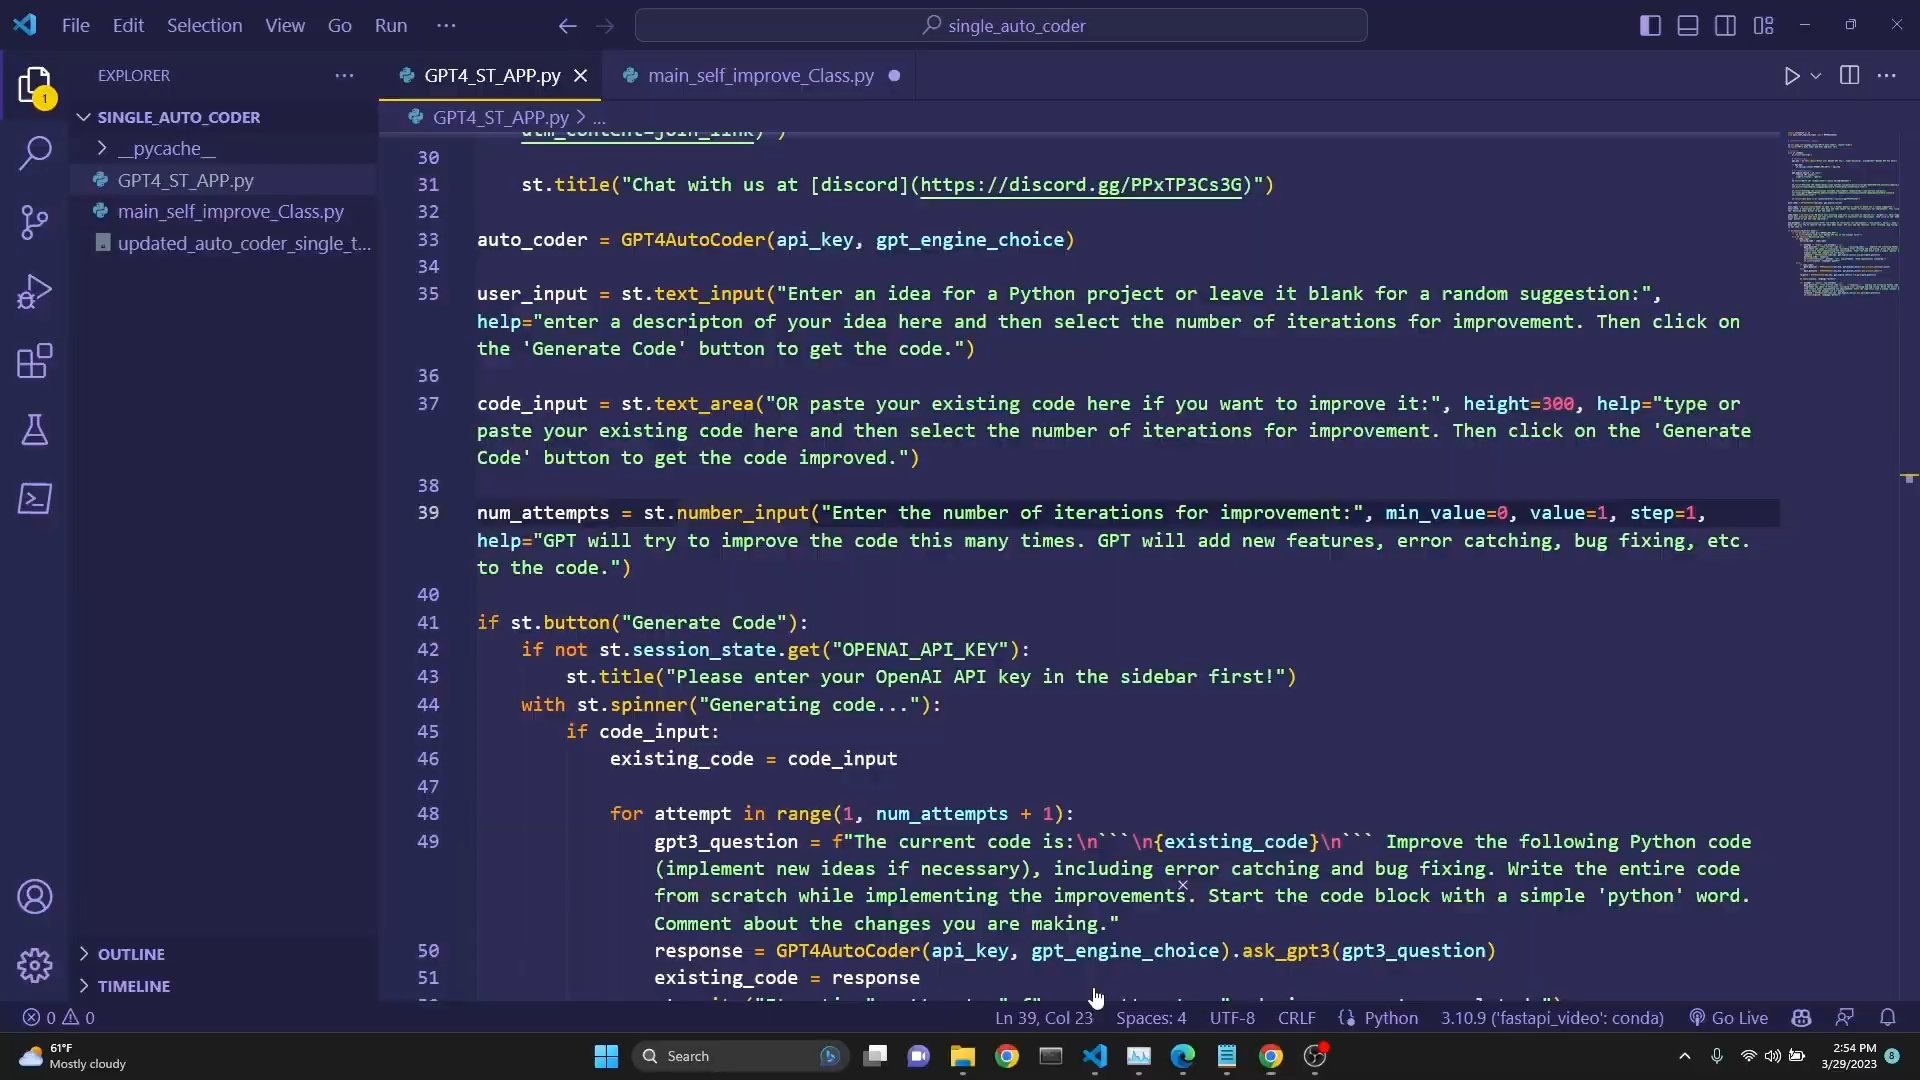 File Edit Selection View Go Run ···
single_auto_coder
EXPLORER ···
GPT4_ST_APP.py
main_self_improve_Class.py
1
SINGLE_AUTO_CODER
__pycache__
GPT4_ST_APP.py
main_self_improve_Class.py
updated_auto_coder_single_t...
OUTLINE
TIMELINE
GPT4_ST_APP.py > ...
utm_content=join_link)")
30
31 st.title("Chat with us at [discord](https://discord.gg/PPxTP3Cs3G)")
32
33 auto_coder = GPT4AutoCoder(api_key, gpt_engine_choice)
34
35 user_input = st.text_input("Enter an idea for a Python project or leave it blank for a random suggestion:",
help="enter a descripton of your idea here and then select the number of iterations for improvement. Then click on
the 'Generate Code' button to get the code.")
36
37 code_input = st.text_area("OR paste your existing code here if you want to improve it:", height=300, help="type or
paste your existing code here and then select the number of iterations for improvement. Then click on the 'Generate
Code' button to get the code improved.")
38
39 num_attempts = st.number_input("Enter the number of iterations for improvement:", min_value=0, value=1, step=1,
help="GPT will try to improve the code this many times. GPT will add new features, error catching, bug fixing, etc.
to the code.")
40
41 if st.button("Generate Code"):
42 if not st.session_state.get("OPENAI_API_KEY"):
43 st.title("Please enter your OpenAI API key in the sidebar first!")
44 with st.spinner("Generating code..."):
45 if code_input:
46 existing_code = code_input
47
48 for attempt in range(1, num_attempts + 1):
49 gpt3_question = f"The current code is:\n```\n{existing_code}\n``` Improve the following Python code
(implement new ideas if necessary), including error catching and bug fixing. Write the entire code
from scratch while implementing the improvements. Start the code block with a simple 'python' word.
Comment about the changes you are making."
50 response = GPT4AutoCoder(api_key, gpt_engine_choice).ask_gpt3(gpt3_question)
51 existing_code = response
0 0
Ln 39, Col 23 Spaces: 4 UTF-8 CRLF Python 3.10.9 ('fastapi_video': conda) Go Live
61°F
Mostly cloudy
Search
2:54 PM
3/29/2023
8